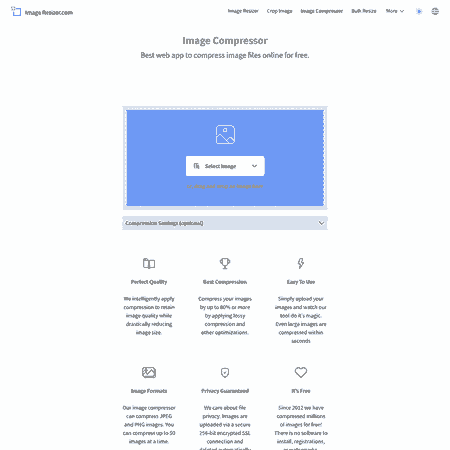 Image Resizer.com
Image Resizer Crop Image Image Compressor Bulk Resize More
Image Compressor
Best web app to compress image files online for free.
Select Image
Compression Settings (optional)
Perfect Quality
We intelligently apply
compression to retain
image quality while
drastically reducing
image size.
Best Compression
Compress your images
by up to 80% or more
by applying lossy
compression and
other optimizations.
Easy To Use
Simply upload your
images and watch our
tool do it's magic.
Even large images are
compressed within
seconds
Image Formats
Our image compressor
can compress JPEG
and PNG images. You
can compress up to
images at a time.
Privacy Guaranteed
We care about file
privacy. Images are
uploaded via a secure
256-bit encrypted SSL
connection and
deleted automatically
It's Free
Since 2012 we have
compressed millions
of images for free!
There is no software to
install, registrations,